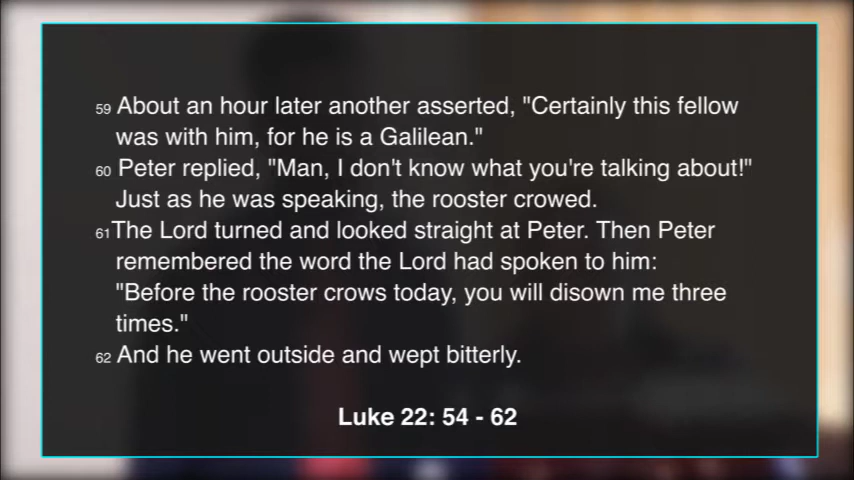 59 About an hour later another asserted, "Certainly this fellow
was with him, for he is a Galilean."
60 Peter replied, "Man, I don't know what you're talking about!"
Just as he was speaking, the rooster crowed.
61The Lord turned and looked straight at Peter. Then Peter
remembered the word the Lord had spoken to him:
"Before the rooster crows today, you will disown me three
times."
62 And he went outside and wept bitterly.
Luke 22: 54 - 62